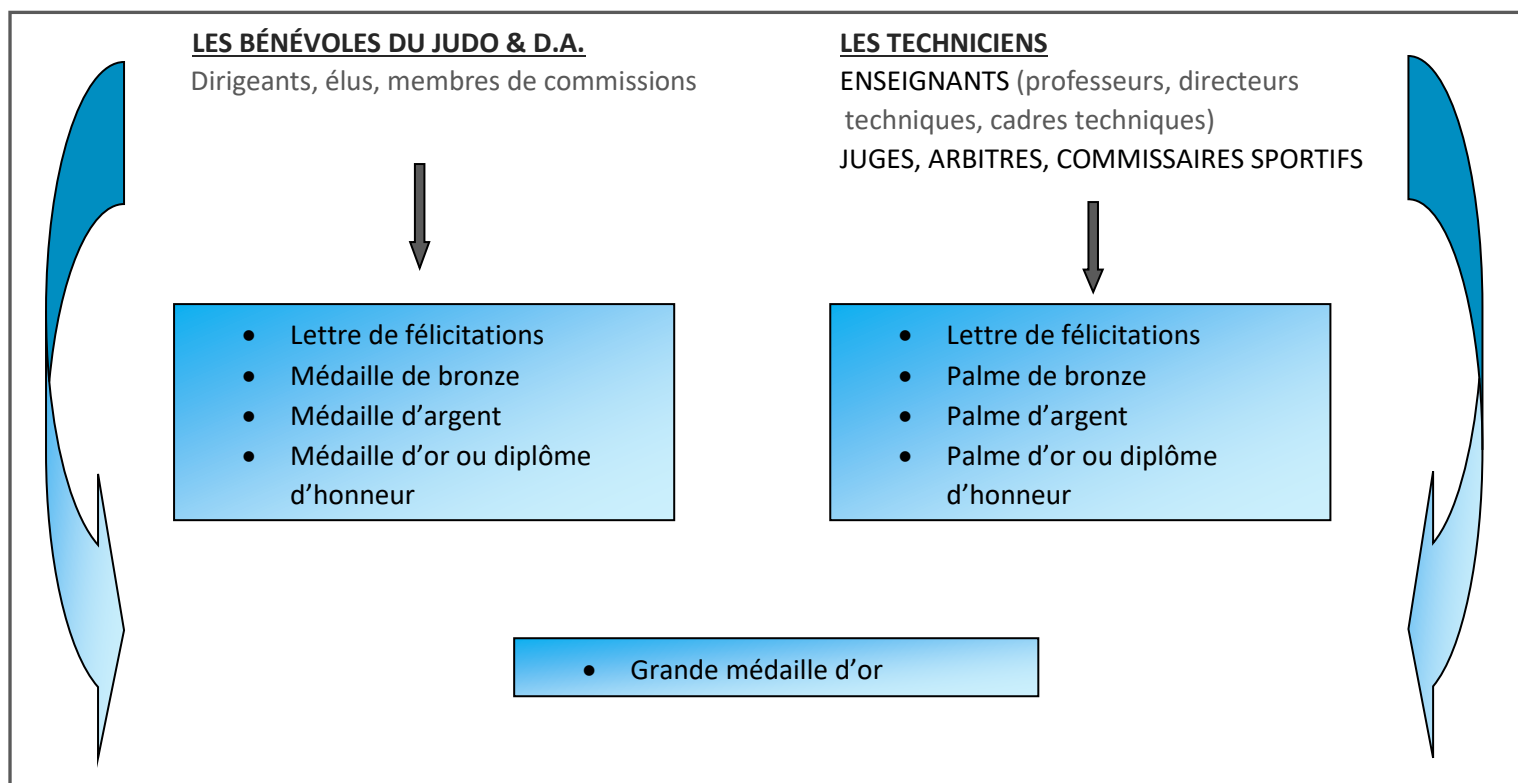 LES BÉNÉVOLES DU JUDO & D.A.
Dirigeants, élus, membres de commissions
LES TECHNICIENS
ENSEIGNANTS (professeurs, directeurs
techniques, cadres techniques)
JUGES, ARBITRES, COMMISSAIRES SPORTIFS
• Lettre de félicitations
• Médaille de bronze
• Médaille d’argent
• Médaille d’or ou diplôme
d’honneur
• Lettre de félicitations
• Palme de bronze
• Palme d’argent
• Palme d’or ou diplôme
d’honneur
• Grande médaille d’or